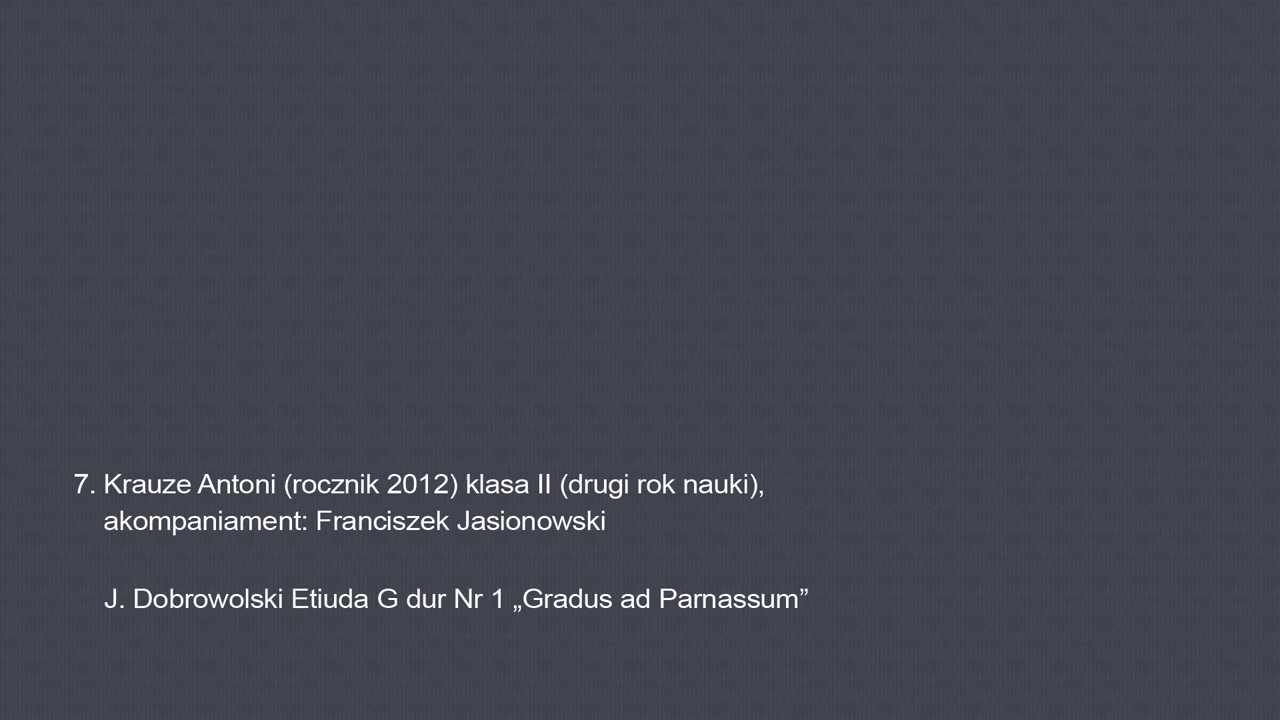 7. Krauze Antoni (rocznik 2012) klasa II (drugi rok nauki),
akompaniament: Franciszek Jasionowski
J. Dobrowolski Etiuda G dur Nr 1 „Gradus ad Parnassum”